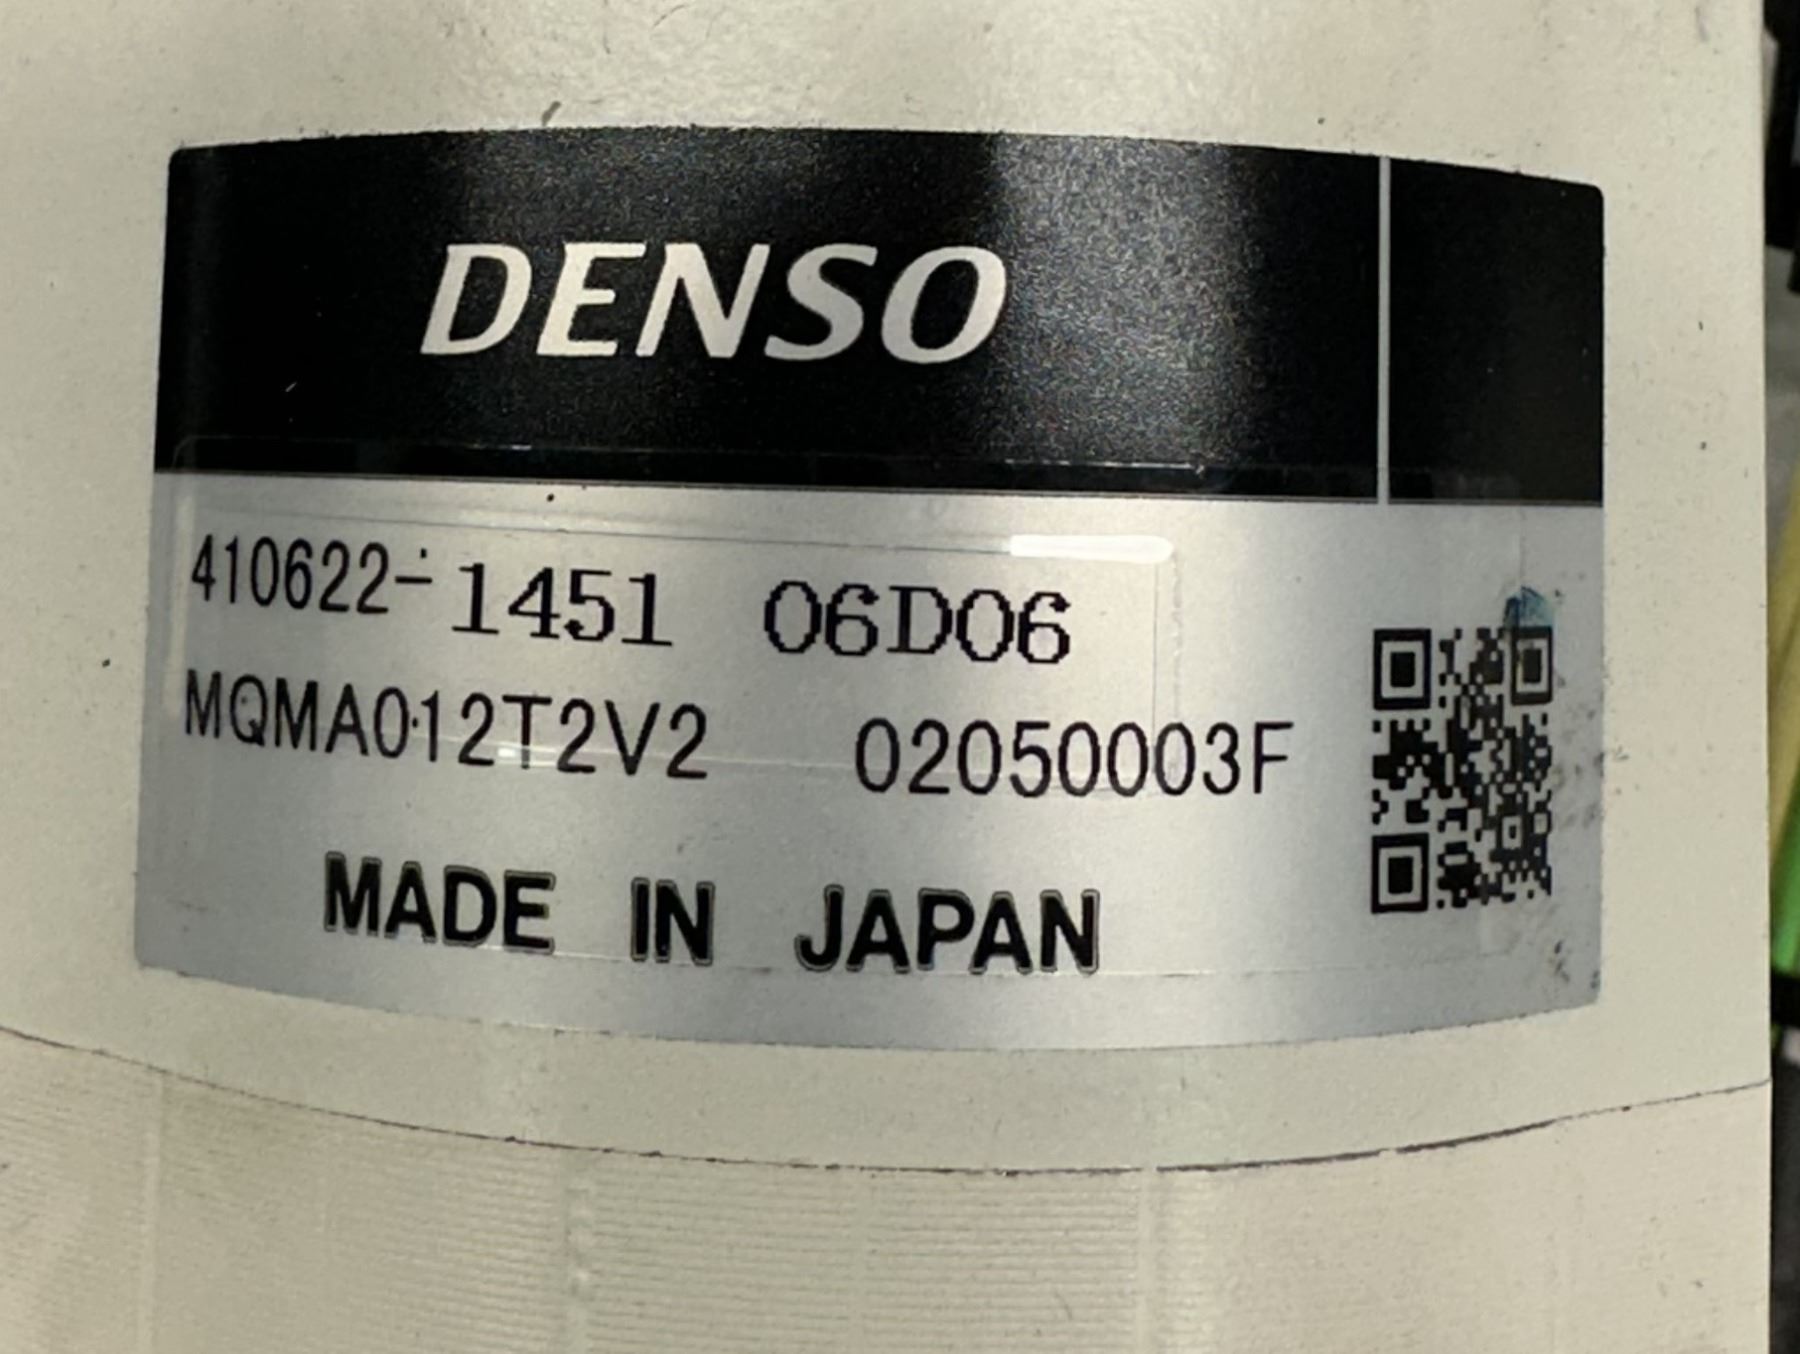 DENSO
410622-1451 06D06
MQMA012T2V2 02050003F
MADE IN JAPAN